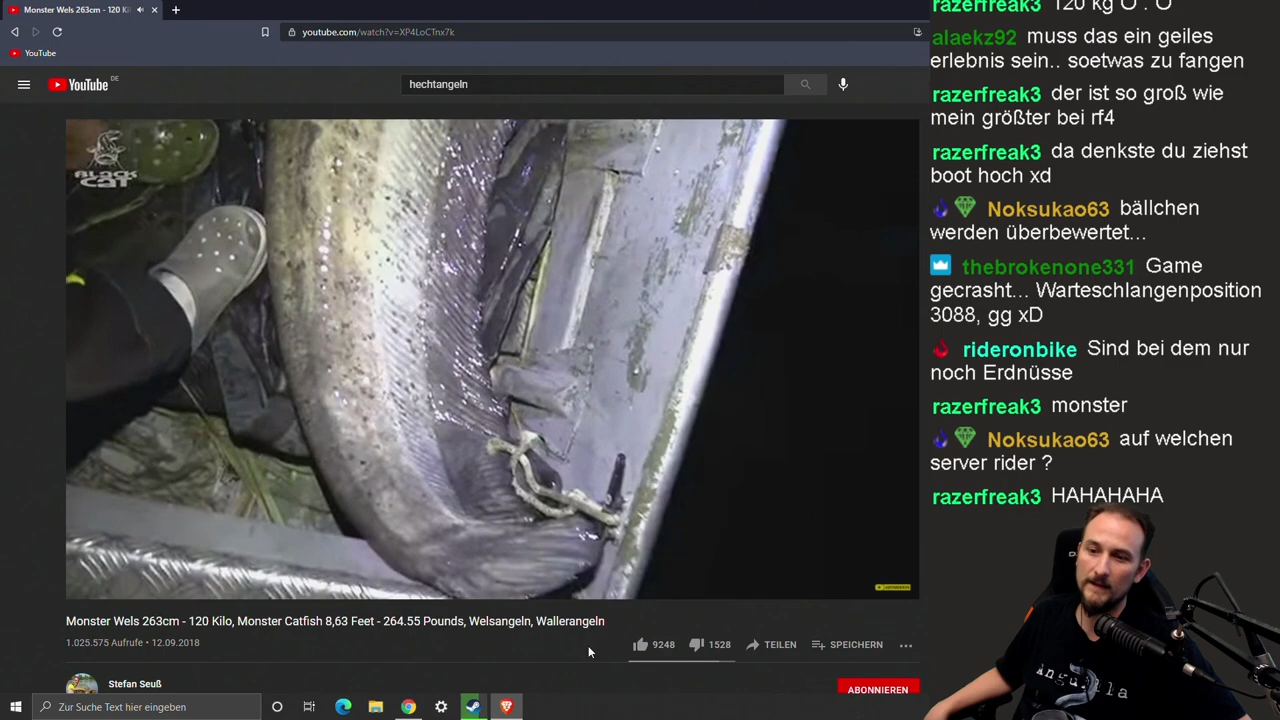 Monster Wels 263cm - 120 Kil
youtube.com/watch?v=XP4LoCTnx7k
YouTube
YouTube DE
hechtangeln
BLACK
CAT
Monster Wels 263cm - 120 Kilo, Monster Catfish 8,63 Feet - 264.55 Pounds, Welsangeln, Wallerangeln
1.025.575 Aufrufe • 12.09.2018
9248
1528
TEILEN
SPEICHERN
Stefan Seuß
ABONNIEREN
Zur Suche Text hier eingeben
razerfreak3 120 kg O . O
alaekz92 muss das ein geiles
erlebnis sein.. soetwas zu fangen
razerfreak3 der ist so groß wie
mein größter bei rf4
razerfreak3 da denkste du ziehst
boot hoch xd
Noksukao63 bällchen
werden überbewertet...
thebrokenone331 Game
gecrasht... Warteschlangenposition
3088, gg xD
rideronbike Sind bei dem nur
noch Erdnüsse
razerfreak3 monster
Noksukao63 auf welchen
server rider ?
razerfreak3 HAHAHAHA